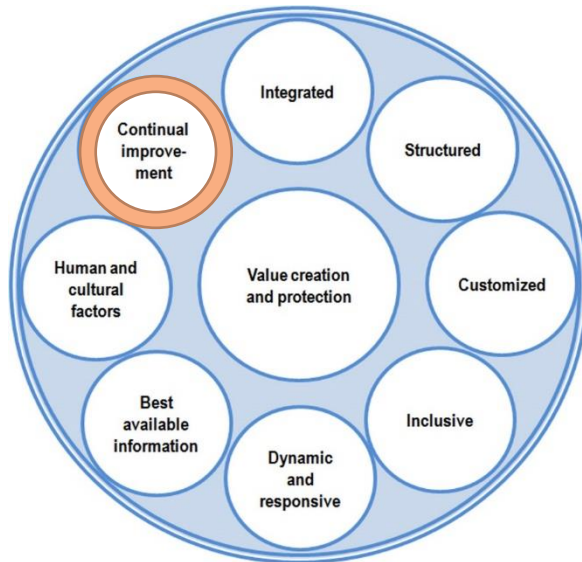 Integrated
Structured
Customized
Inclusive
Dynamic
and
responsive
Best
available
information
Human and
cultural
factors
Continual
improve-
ment
Value creation
and protection